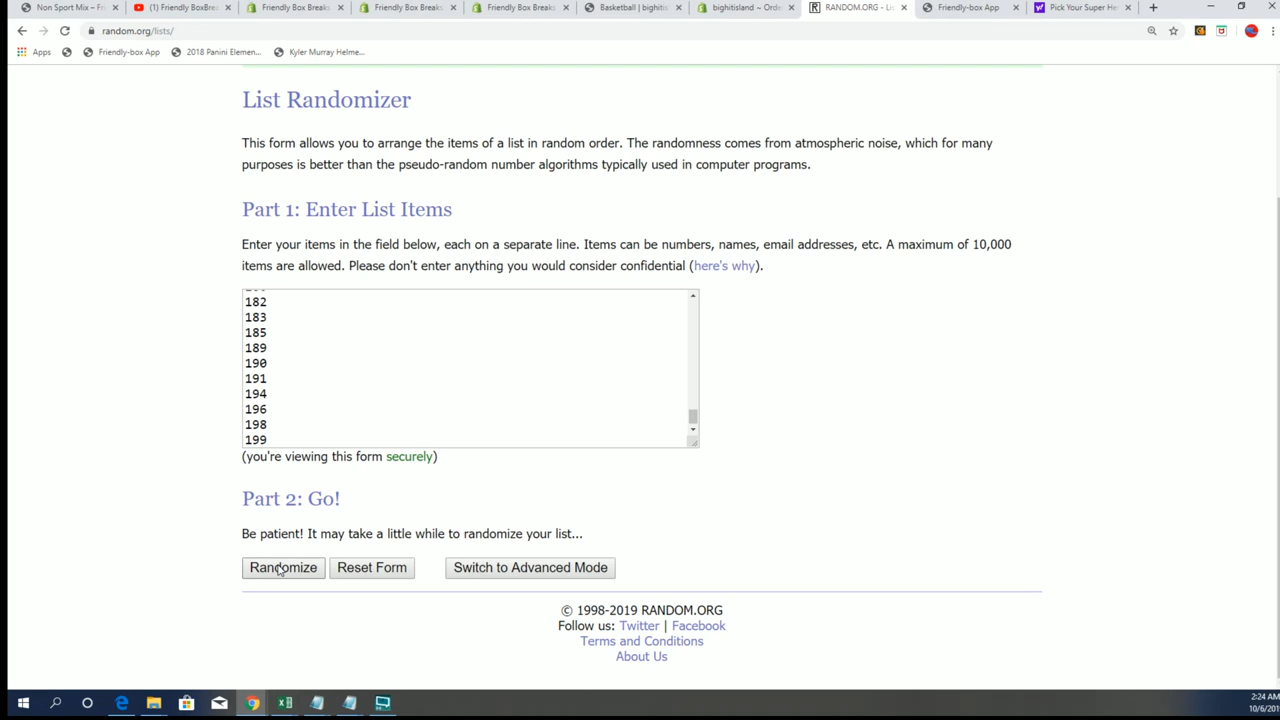 Non Sport Mix – Fri
(1) Friendly BoxBrea
Friendly Box Breaks
Friendly Box Breaks
Friendly Box Breaks
Basketball | bighitis
bighitisland ~ Orde
RANDOM.ORG - Li
Friendly-box App
Pick Your Super He
random.org/lists/
Apps
Friendly-box App
2018 Panini Elemen...
Kyler Murray Helme...
List Randomizer
This form allows you to arrange the items of a list in random order. The randomness comes from atmospheric noise, which for many
purposes is better than the pseudo-random number algorithms typically used in computer programs.
Part 1: Enter List Items
Enter your items in the field below, each on a separate line. Items can be numbers, names, email addresses, etc. A maximum of 10,000
items are allowed. Please don't enter anything you would consider confidential (here's why).
182
183
185
189
190
191
194
196
198
199
(you're viewing this form securely)
Part 2: Go!
Be patient! It may take a little while to randomize your list...
Randomize
Reset Form
Switch to Advanced Mode
© 1998-2019 RANDOM.ORG
Follow us: Twitter | Facebook
Terms and Conditions
About Us
2:24 AM
10/6/201